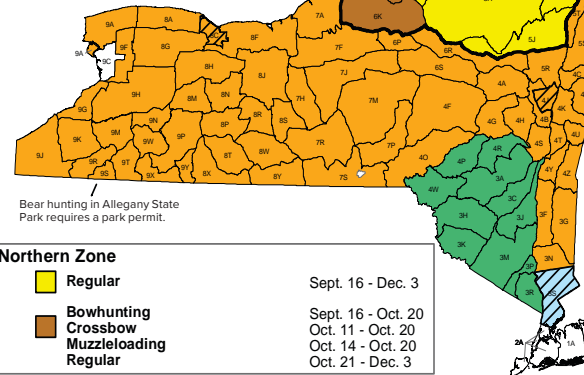 7A
6K
5J
9A
8A
8F
9A
9F
8G
7F
6P
6R
9C
8H
8J
7J
6S
5R
4A
4C
9H
8M
8N
7H
7M
4F
4K
9G
8R
8S
4G
4H
4B
4U
9K
9M
9N
9W
9P
8P
7R
7P
4R
4S
4T
9J
9R
9T
8T
8W
4O
4P
4Y
4Z
9S
9X
9Y
8X
8Y
7S
4W
3A
3C
3H
3J
3F
3G
3K
3M
3P
3N
3R
3S
2A
1A
Bear hunting in Allegany State
Park requires a park permit.
Northern Zone
Regular Sept. 16 - Dec. 3
Bowhunting Sept. 16 - Oct. 20
Crossbow Oct. 11 - Oct. 20
Muzzleloading Oct. 14 - Oct. 20
Regular Oct. 21 - Dec. 3